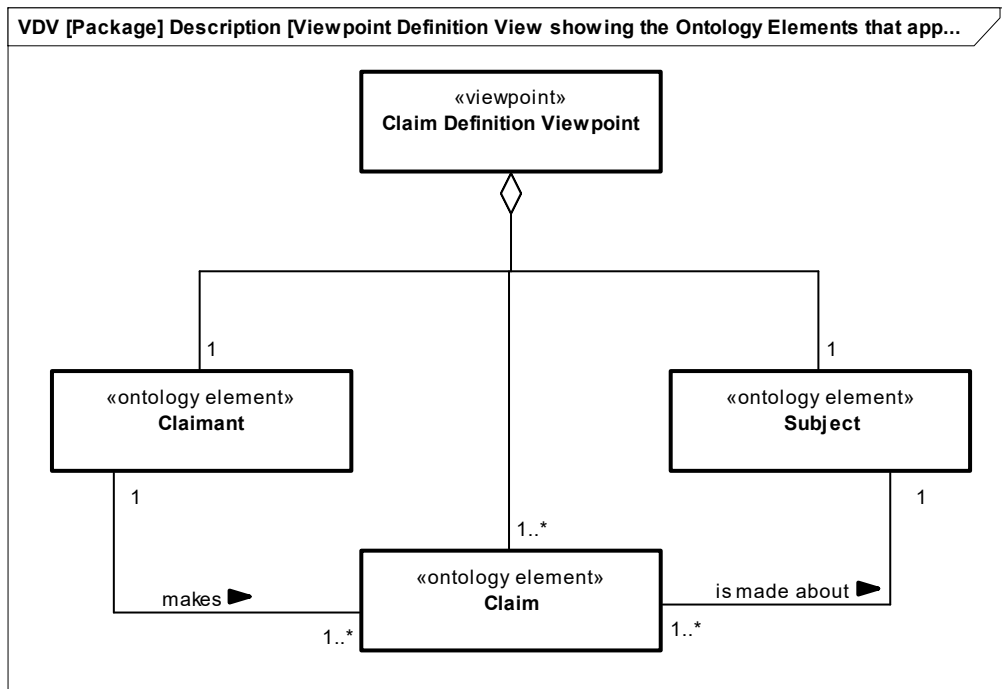 VDV [Package] Description [Viewpoint Definition View showing the Ontology Elements that app...
«viewpoint»
Claim Definition Viewpoint
1
1
«ontology element»
Claimant
«ontology element»
Subject
1
1
1..*
«ontology element»
Claim
makes
is made about
1..*
1..*